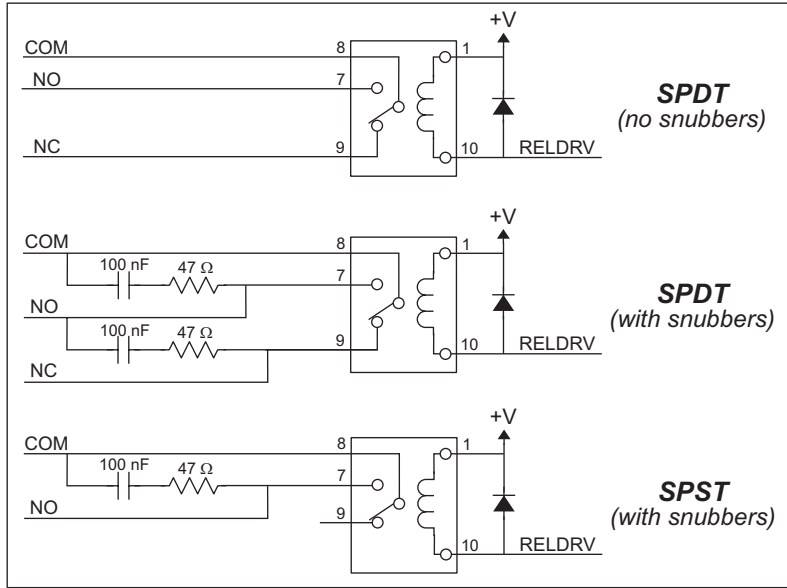 +V
COM 8 1
NO 7
SPDT
(no snubbers)
NC 9 10 RELDRV
+V
COM 8 1
100 nF 47 Ω 7
NO
SPDT
(with snubbers)
100 nF 47 Ω 9 10 RELDRV
NC
+V
COM 8 1
100 nF 47 Ω 7
NO
SPST
(with snubbers)
9
10 RELDRV